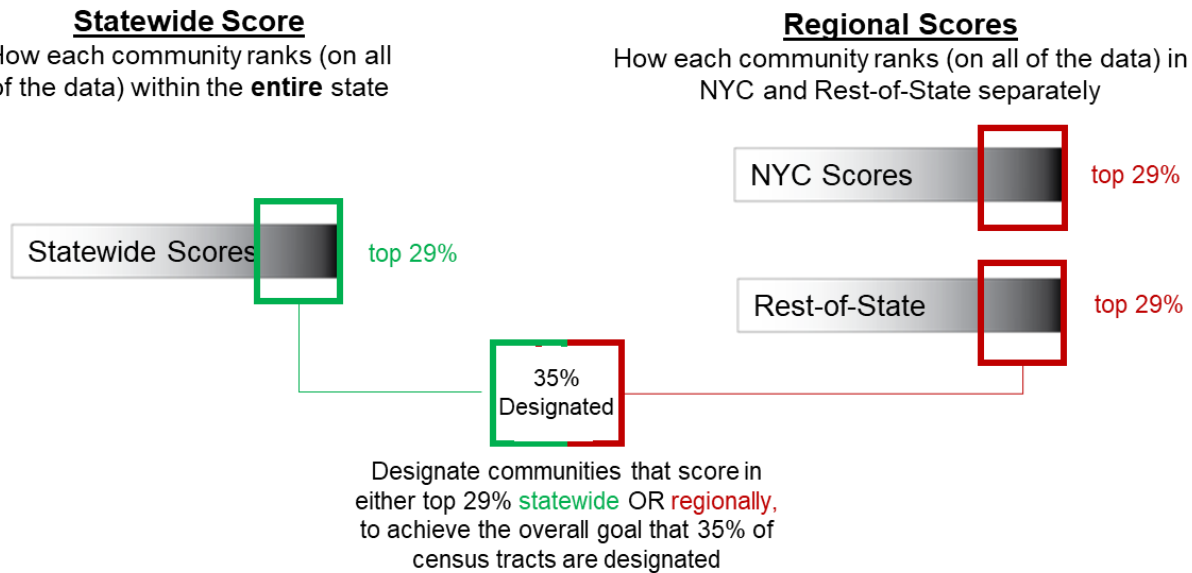 Statewide Score
How each community ranks (on all
of the data) within the entire state
Statewide Scores
top 29%
Regional Scores
How each community ranks (on all of the data) in
NYC and Rest-of-State separately
NYC Scores
top 29%
Rest-of-State
top 29%
35%
Designated
Designate communities that score in
either top 29% statewide OR regionally,
to achieve the overall goal that 35% of
census tracts are designated